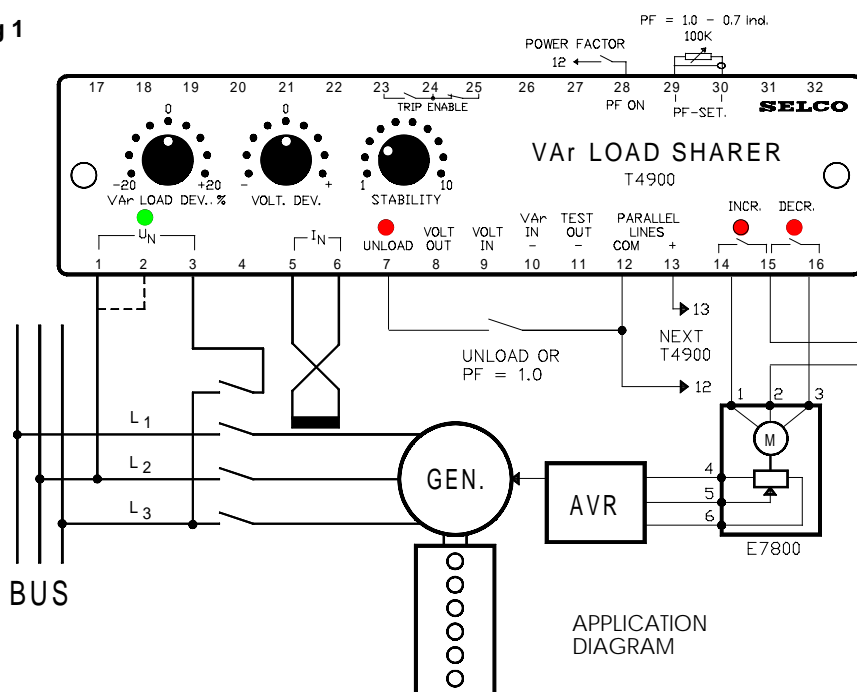 g 1
PF = 1.0 - 0.7 ind.
100K
POWER FACTOR
12
17 18 19 20 21 22 23 24 25 26 27 28 29 30 31 32
TRIP ENABLE
PF ON
PF-SET.
SELCO
0
0
VAr LOAD SHARER
T4900
-20 +20
- +
1 10
VAr LOAD DEV. %
VOLT. DEV.
STABILITY
INCR. DECR.
UN
IN
UNLOAD
VOLT OUT
VOLT IN
VAr IN -
TEST OUT -
PARALLEL LINES
COM +
1 2 3 4 5 6 7 8 9 10 11 12 13 14 15 16
13
NEXT
T4900
12
UNLOAD OR
PF = 1.0
1 2 3
M
L1
L2
L3
GEN.
AVR
4
5
6
E7800
BUS
APPLICATION
DIAGRAM